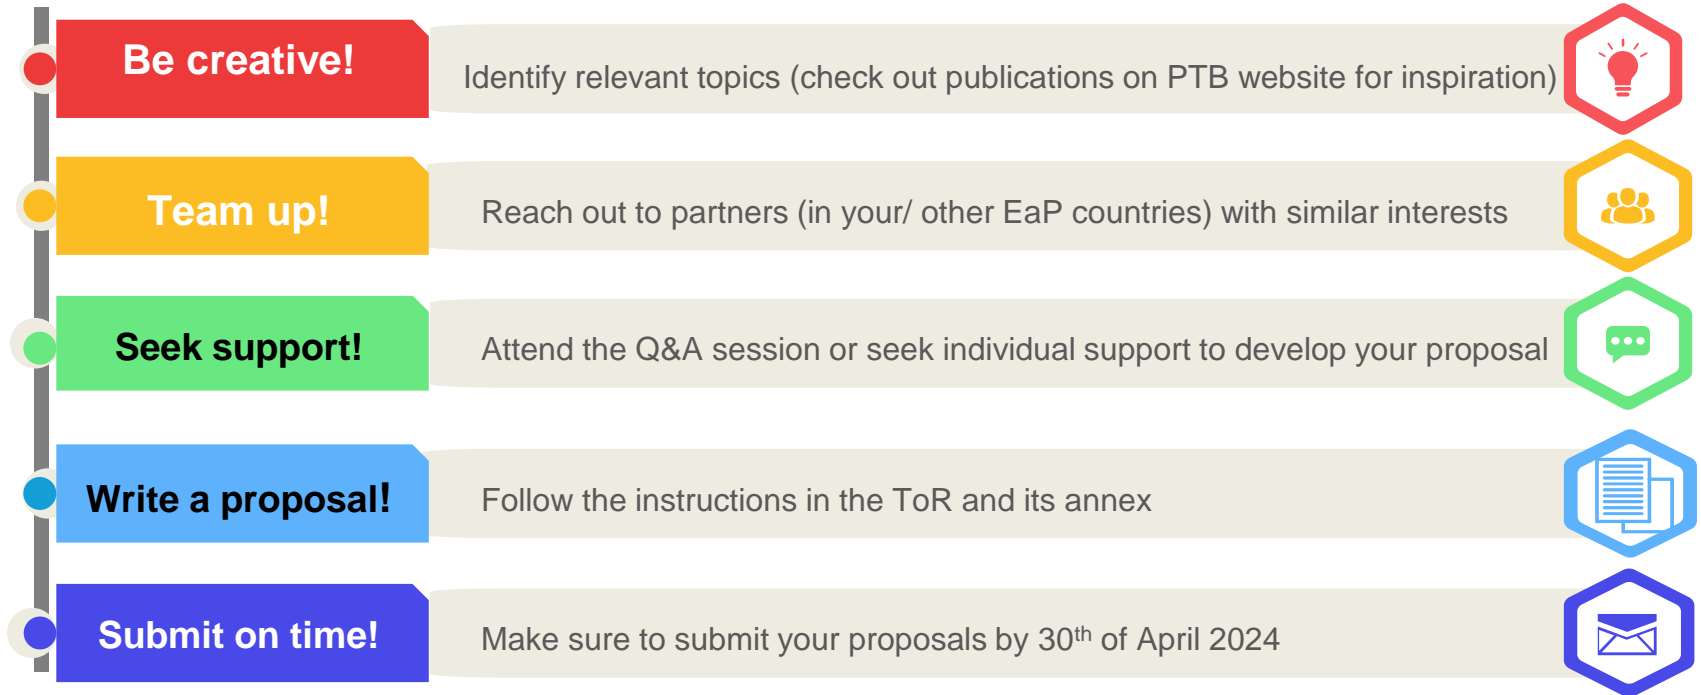 Be creative!
Identify relevant topics (check out publications on PTB website for inspiration)
Team up!
Reach out to partners (in your/ other EaP countries) with similar interests
Seek support!
Attend the Q&A session or seek individual support to develop your proposal
Write a proposal!
Follow the instructions in the ToR and its annex
Submit on time!
Make sure to submit your proposals by 30th of April 2024